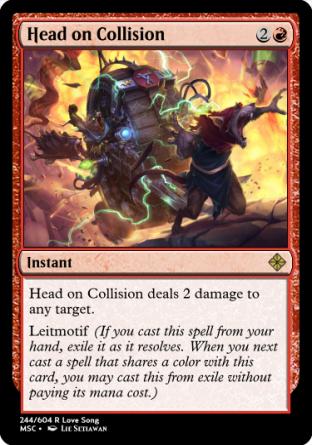 Head on Collision 2
Instant
Head on Collision deals 2 damage to
any target.
Leitmotif (If you cast this spell from your
hand, exile it as it resolves. When you next
cast a spell that shares a color with this
card, you may cast this from exile without
paying its mana cost.)
244/604 R Love Song
MSC • Lie Setiawan